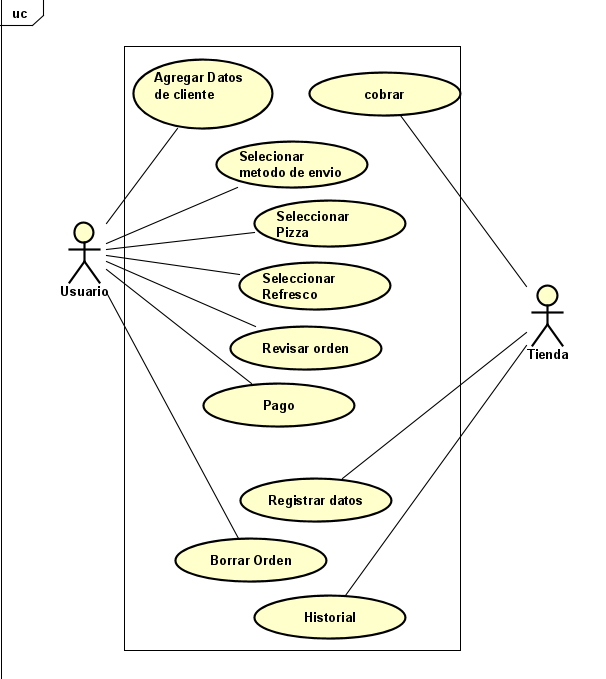 uc
Agregar Datos
de cliente
cobrar
Selecionar
metodo de envio
Seleccionar
Pizza
Seleccionar
Refresco
Usuario
Revisar orden
Tienda
Pago
Registrar datos
Borrar Orden
Historial